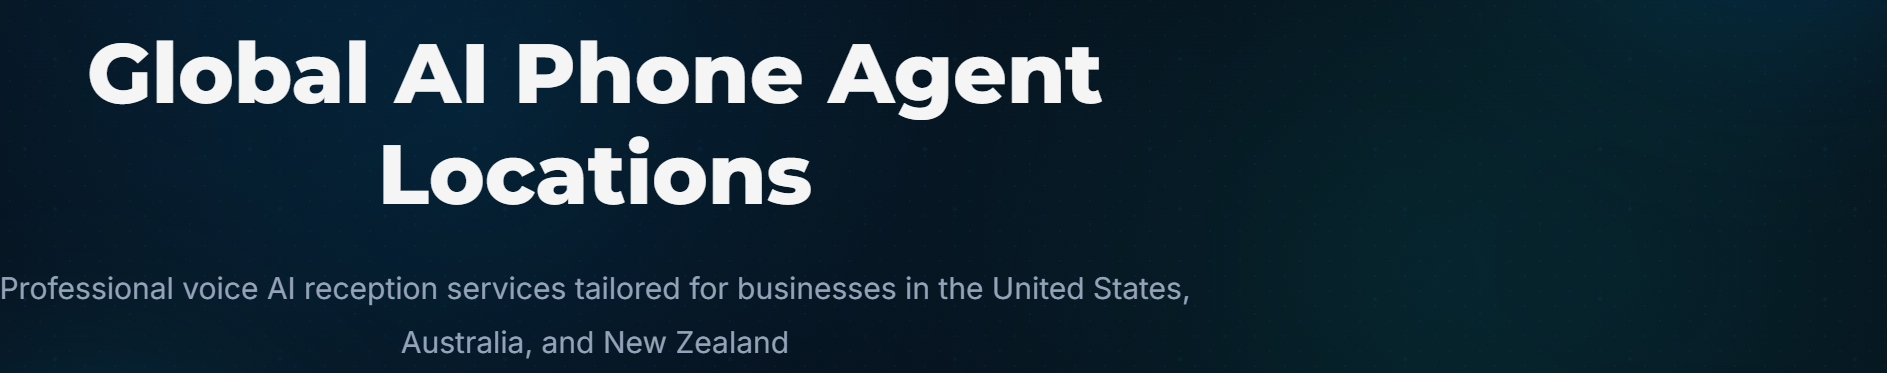 Global AI Phone Agent
Locations
Professional voice AI reception services tailored for businesses in the United States,
Australia, and New Zealand